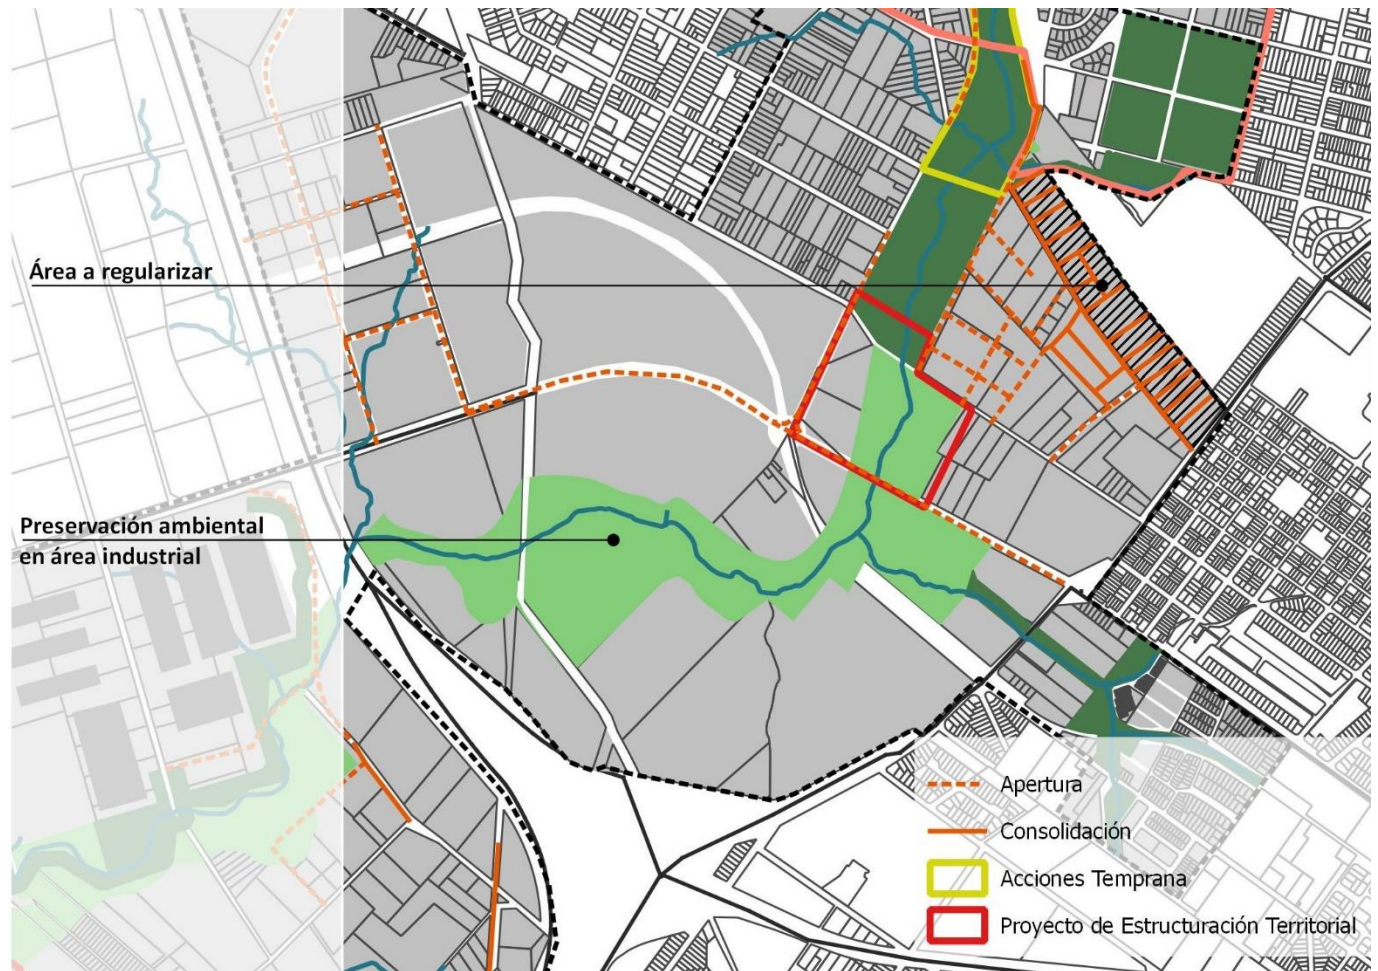 Área a regularizar
Preservación ambiental
en área industrial
Apertura
Consolidación
Acciones Temprana
Proyecto de Estructuración Territorial